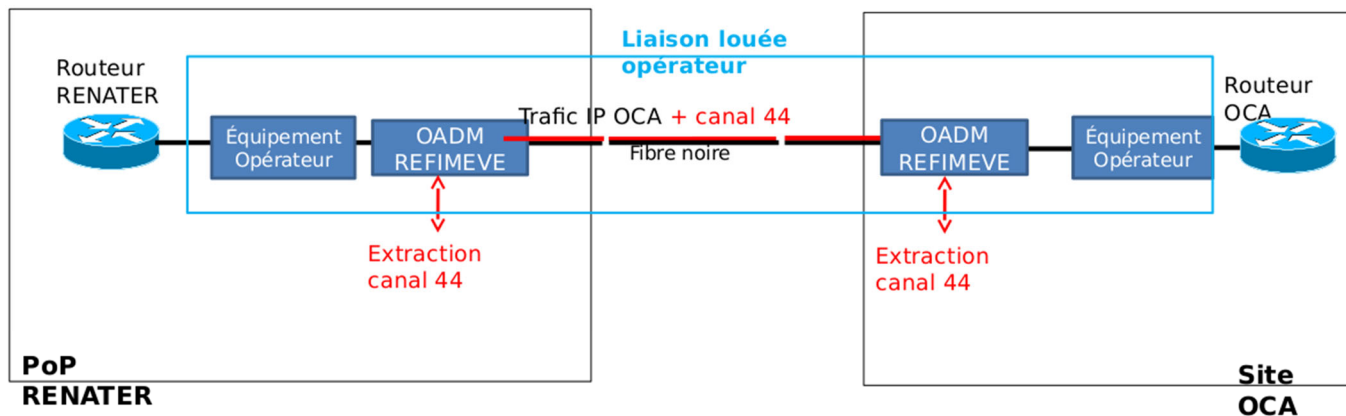 Liaison louée
opérateur
Routeur
RENATER
Routeur
OCA
Équipement
Opérateur
OADM
REFIMEVE
Trafic IP OCA + canal 44
Fibre noire
OADM
REFIMEVE
Équipement
Opérateur
Extraction
canal 44
Extraction
canal 44
PoP
RENATER
Site
OCA